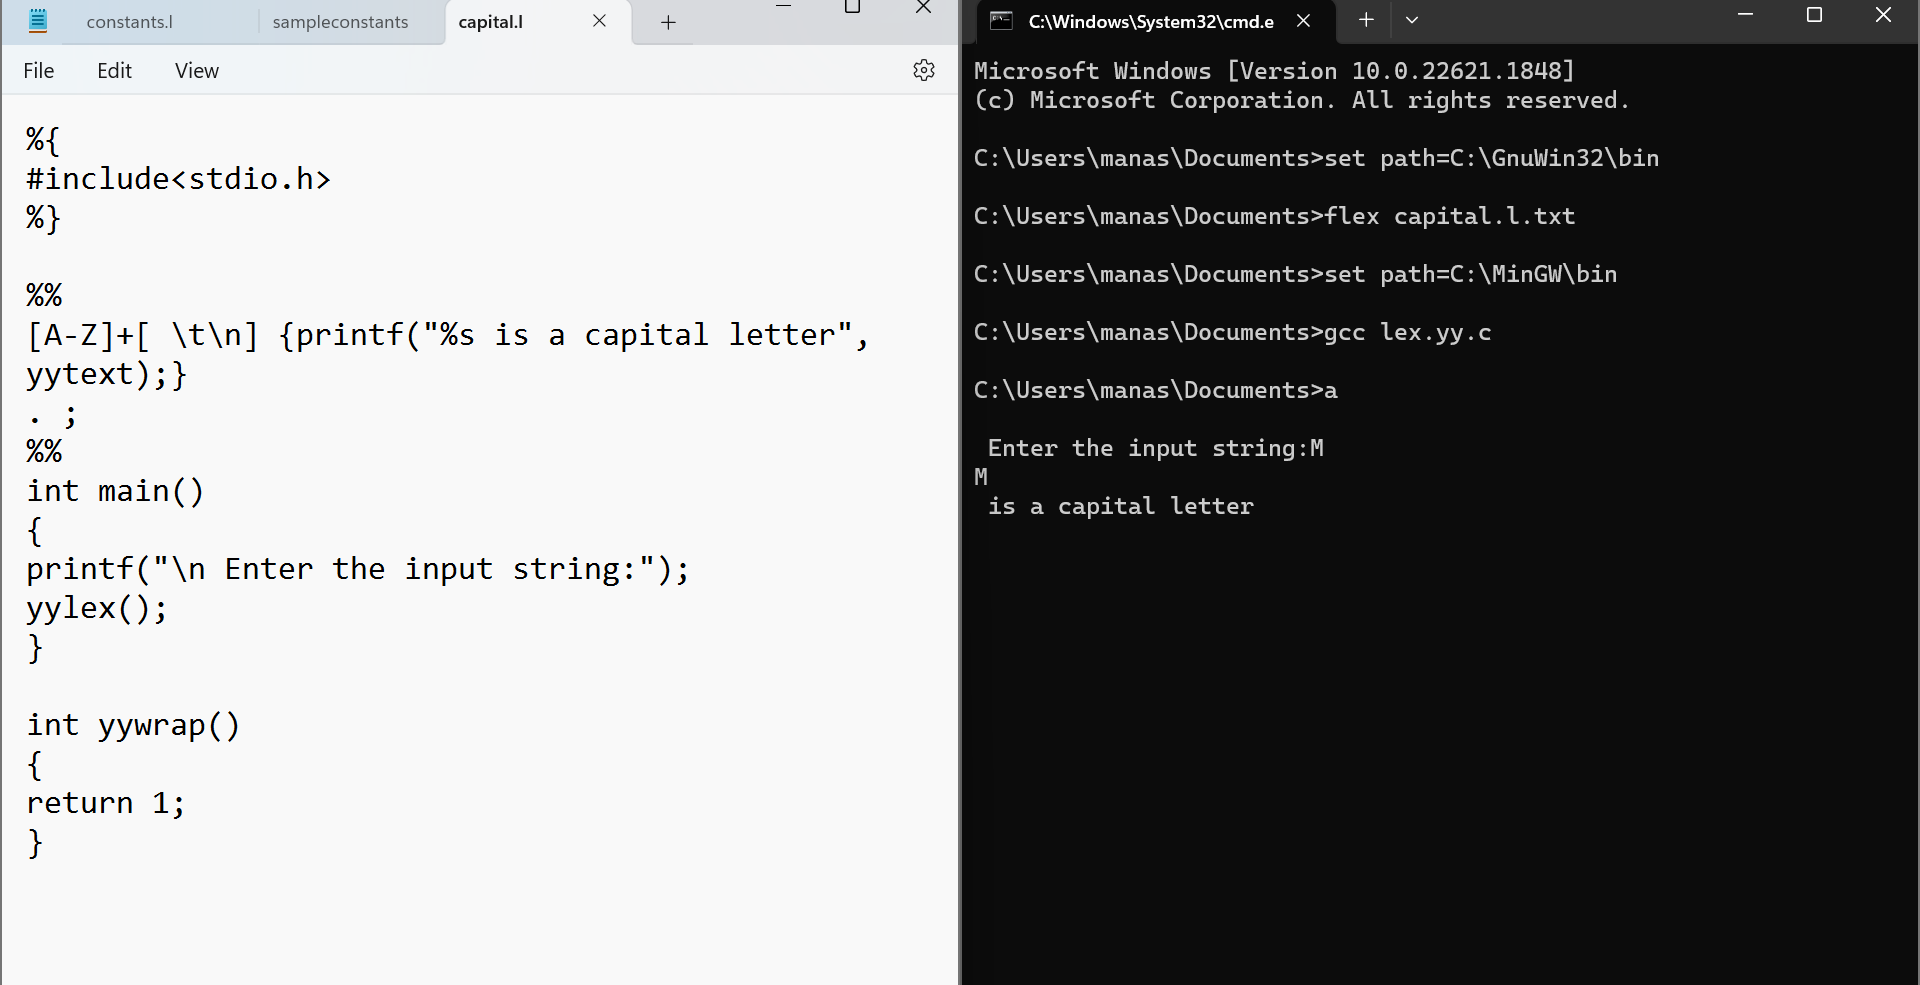 constants.l
sampleconstants
capital.l
File
Edit
View
%{
#include<stdio.h>
%}
%%
[A-Z]+[ \t\n] {printf("%s is a capital letter",
yytext);}
. ;
%%
int main()
{
printf("\n Enter the input string:");
yylex();
}
int yywrap()
{
return 1;
}
C:\Windows\System32\cmd.e
Microsoft Windows [Version 10.0.22621.1848]
(c) Microsoft Corporation. All rights reserved.
C:\Users\manas\Documents>set path=C:\GnuWin32\bin
C:\Users\manas\Documents>flex capital.l.txt
C:\Users\manas\Documents>set path=C:\MinGW\bin
C:\Users\manas\Documents>gcc lex.yy.c
C:\Users\manas\Documents>a
Enter the input string:M
M
is a capital letter